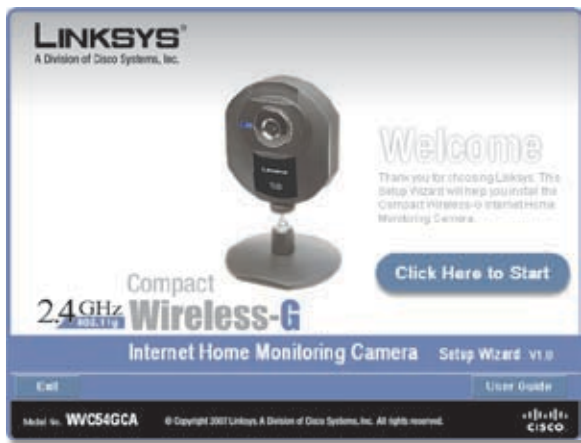 LINKSYS®
A Division of Cisco Systems, Inc.
Welcome
Thank you for choosing Linksys. This
Setup Wizard will help you install the
Compact Wireless-G Internet Home
Monitoring Camera.
Click Here to Start
LINKSYS
Compact
2.4GHz
802.11g
Wireless-G
Internet Home Monitoring Camera Setup Wizard V1.0
Exit
User Guide
Model No. WVC54GCA
© Copyright 2007 Linksys, A Division of Cisco Systems, Inc. All rights reserved.
CISCO